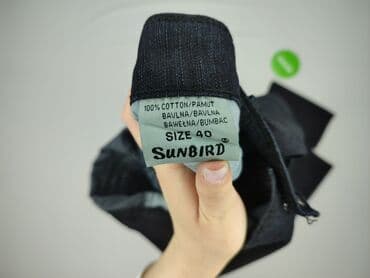 100% COTTON/PAMUT
BAVLNA/BAVLNA
BAWEŁNA/BUMBAC
SIZE 40
SUNBIRD®